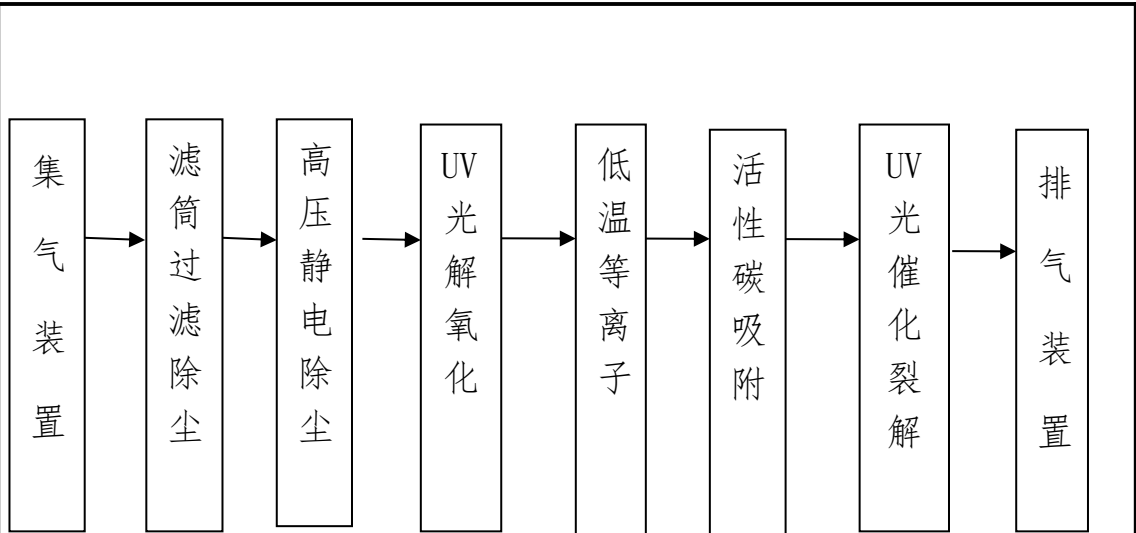 集气装置
滤筒过滤除尘
高压静电除尘
UV光解氧化
低温等离子
活性碳吸附
UV光催化裂解
排气装置